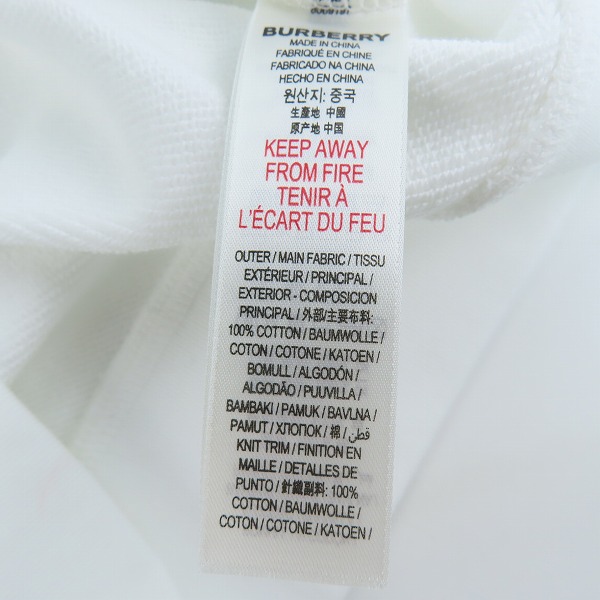 BURBERRY
MADE IN CHINA
FABRIQUÉ EN CHINE
FABRICADO NA CHINA
HECHO EN CHINA
원산지: 중국
生產地 中國
原产地 中国
KEEP AWAY
FROM FIRE
TENIR À
L'ÉCART DU FEU
OUTER / MAIN FABRIC / TISSU
EXTÉRIEUR / PRINCIPAL /
EXTERIOR - COMPOSICION
PRINCIPAL / 外部/主要布料:
100% COTTON / BAUMWOLLE /
COTON / COTONE / KATOEN /
BOMULL / ALGODÓN /
ALGODÃO / PUUVILLA /
BAMBAKI / PAMUK / BAVLNA /
PAMUT / ХЛОПОК / 棉 / قطن /
KNIT TRIM / FINITION EN
MAILLE / DETALLES DE
PUNTO / 針織副料: 100%
COTTON / BAUMWOLLE /
COTON / COTONE / KATOEN /